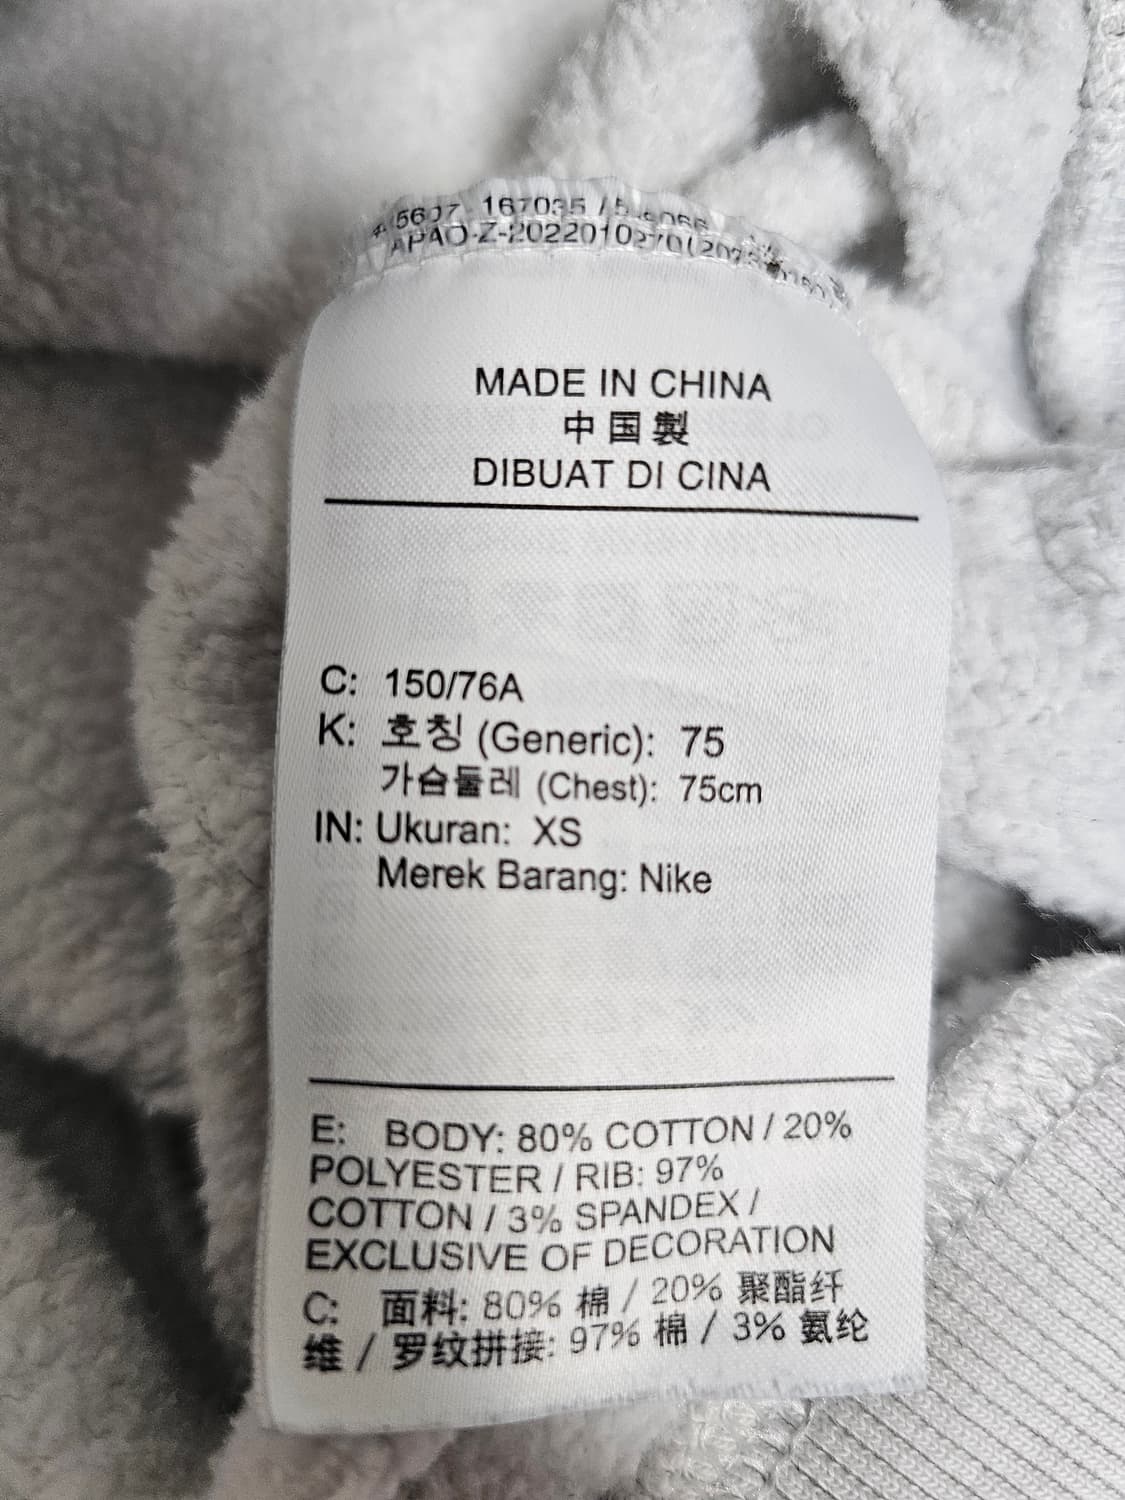 167035
MADE IN CHINA
中国製
DIBUAT DI CINA
C: 150/76A
K: 호칭 (Generic): 75
가슴둘레 (Chest): 75cm
IN: Ukuran: XS
Merek Barang: Nike
E: BODY: 80% COTTON / 20%
POLYESTER / RIB: 97%
COTTON / 3% SPANDEX /
EXCLUSIVE OF DECORATION
C: 面料: 80% 棉 / 20% 聚酯纤
维 / 罗纹拼接: 97% 棉 / 3% 氨纶